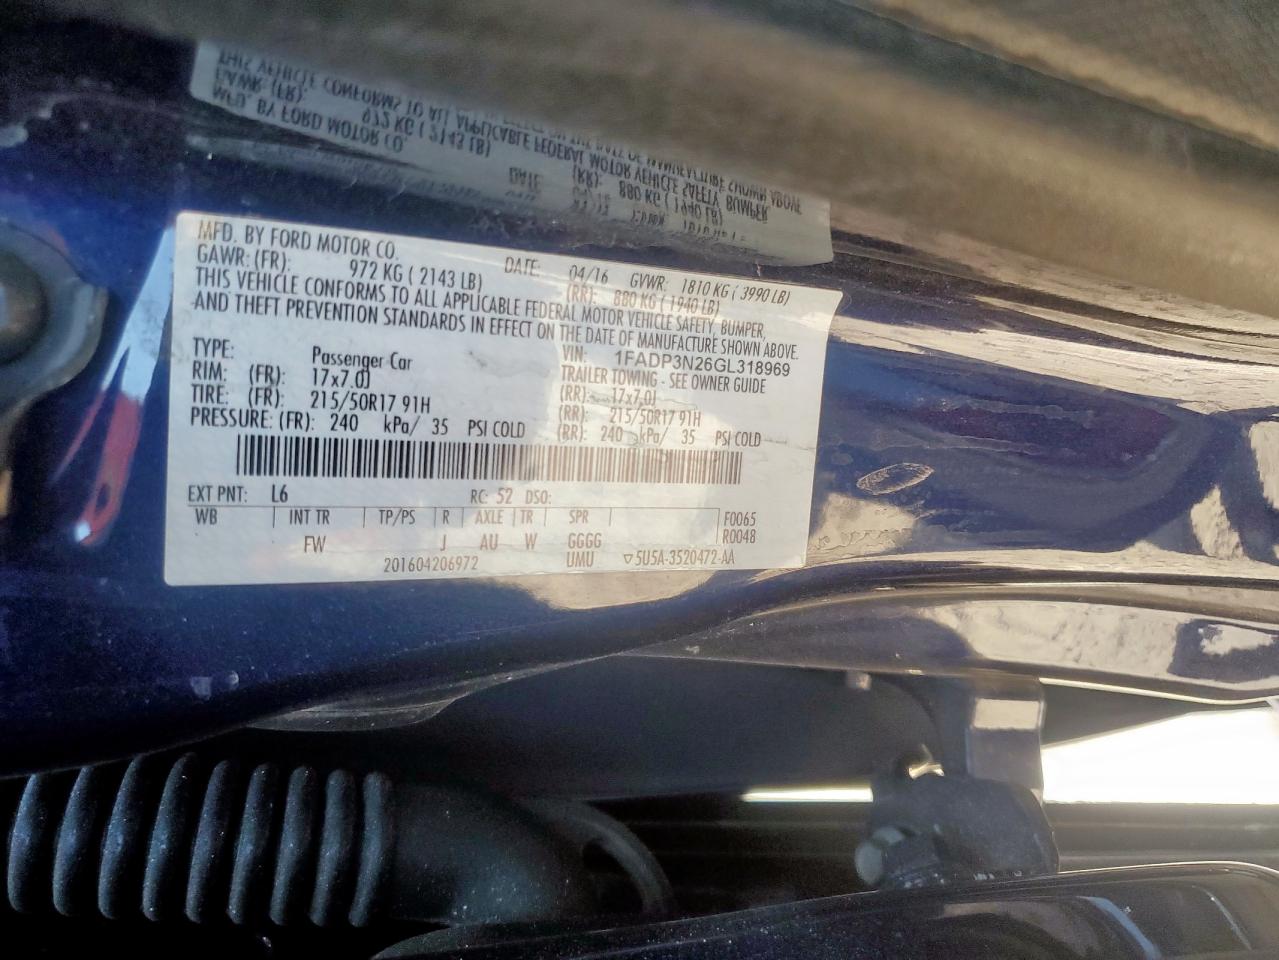 MFD. BY FORD MOTOR CO. DATE: 04/16 GVWR: 1810 KG ( 3990 LB)
GAWR: (FR): 972 KG ( 2143 LB) (RR): 880 KG ( 1940 LB)
THIS VEHICLE CONFORMS TO ALL APPLICABLE FEDERAL MOTOR VEHICLE SAFETY, BUMPER,
AND THEFT PREVENTION STANDARDS IN EFFECT ON THE DATE OF MANUFACTURE SHOWN ABOVE.
VIN: 1FADP3N26GL318969
TYPE: Passenger Car TRAILER TOWING - SEE OWNER GUIDE
RIM: (FR): 17x7.0J (RR): 17x7.0J
TIRE: (FR): 215/50R17 91H (RR): 215/50R17 91H
PRESSURE: (FR): 240 kPa/ 35 PSI COLD (RR): 240 kPa/ 35 PSI COLD
EXT PNT: L6 RC: 52 DSO:
WB INT TR TP/PS R AXLE TR SPR F0065
FW J AU W GGGG R0048
201604206972 UMU ▽5U5A-3520472-AA